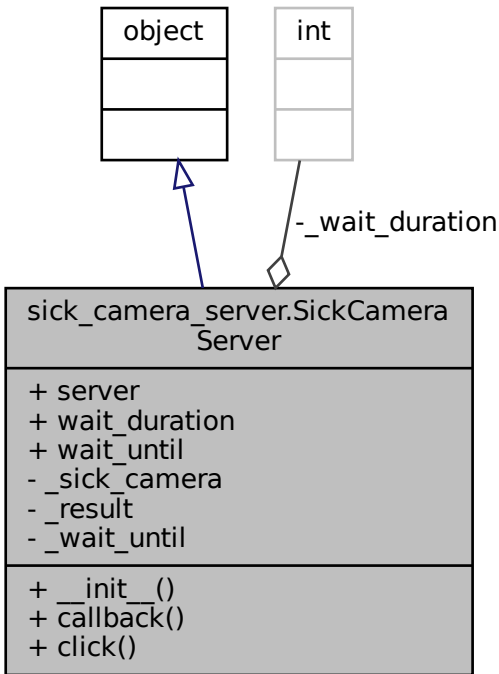 object
int
-_wait_duration
sick_camera_server.SickCamera
Server
+ server
+ wait_duration
+ wait_until
- _sick_camera
- _result
- _wait_until
+ __init__()
+ callback()
+ click()